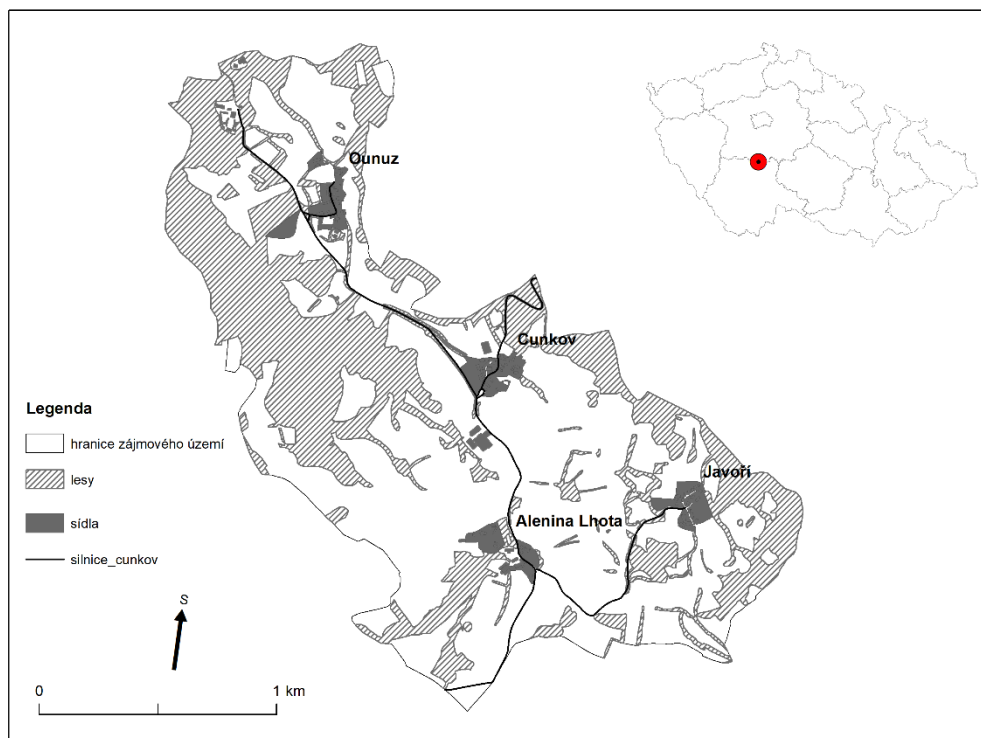 Ounuz
Cunkov
Javoří
Alenina Lhota
Legenda
hranice zájmového území
lesy
sídla
silnice_cunkov
S
0 1 km